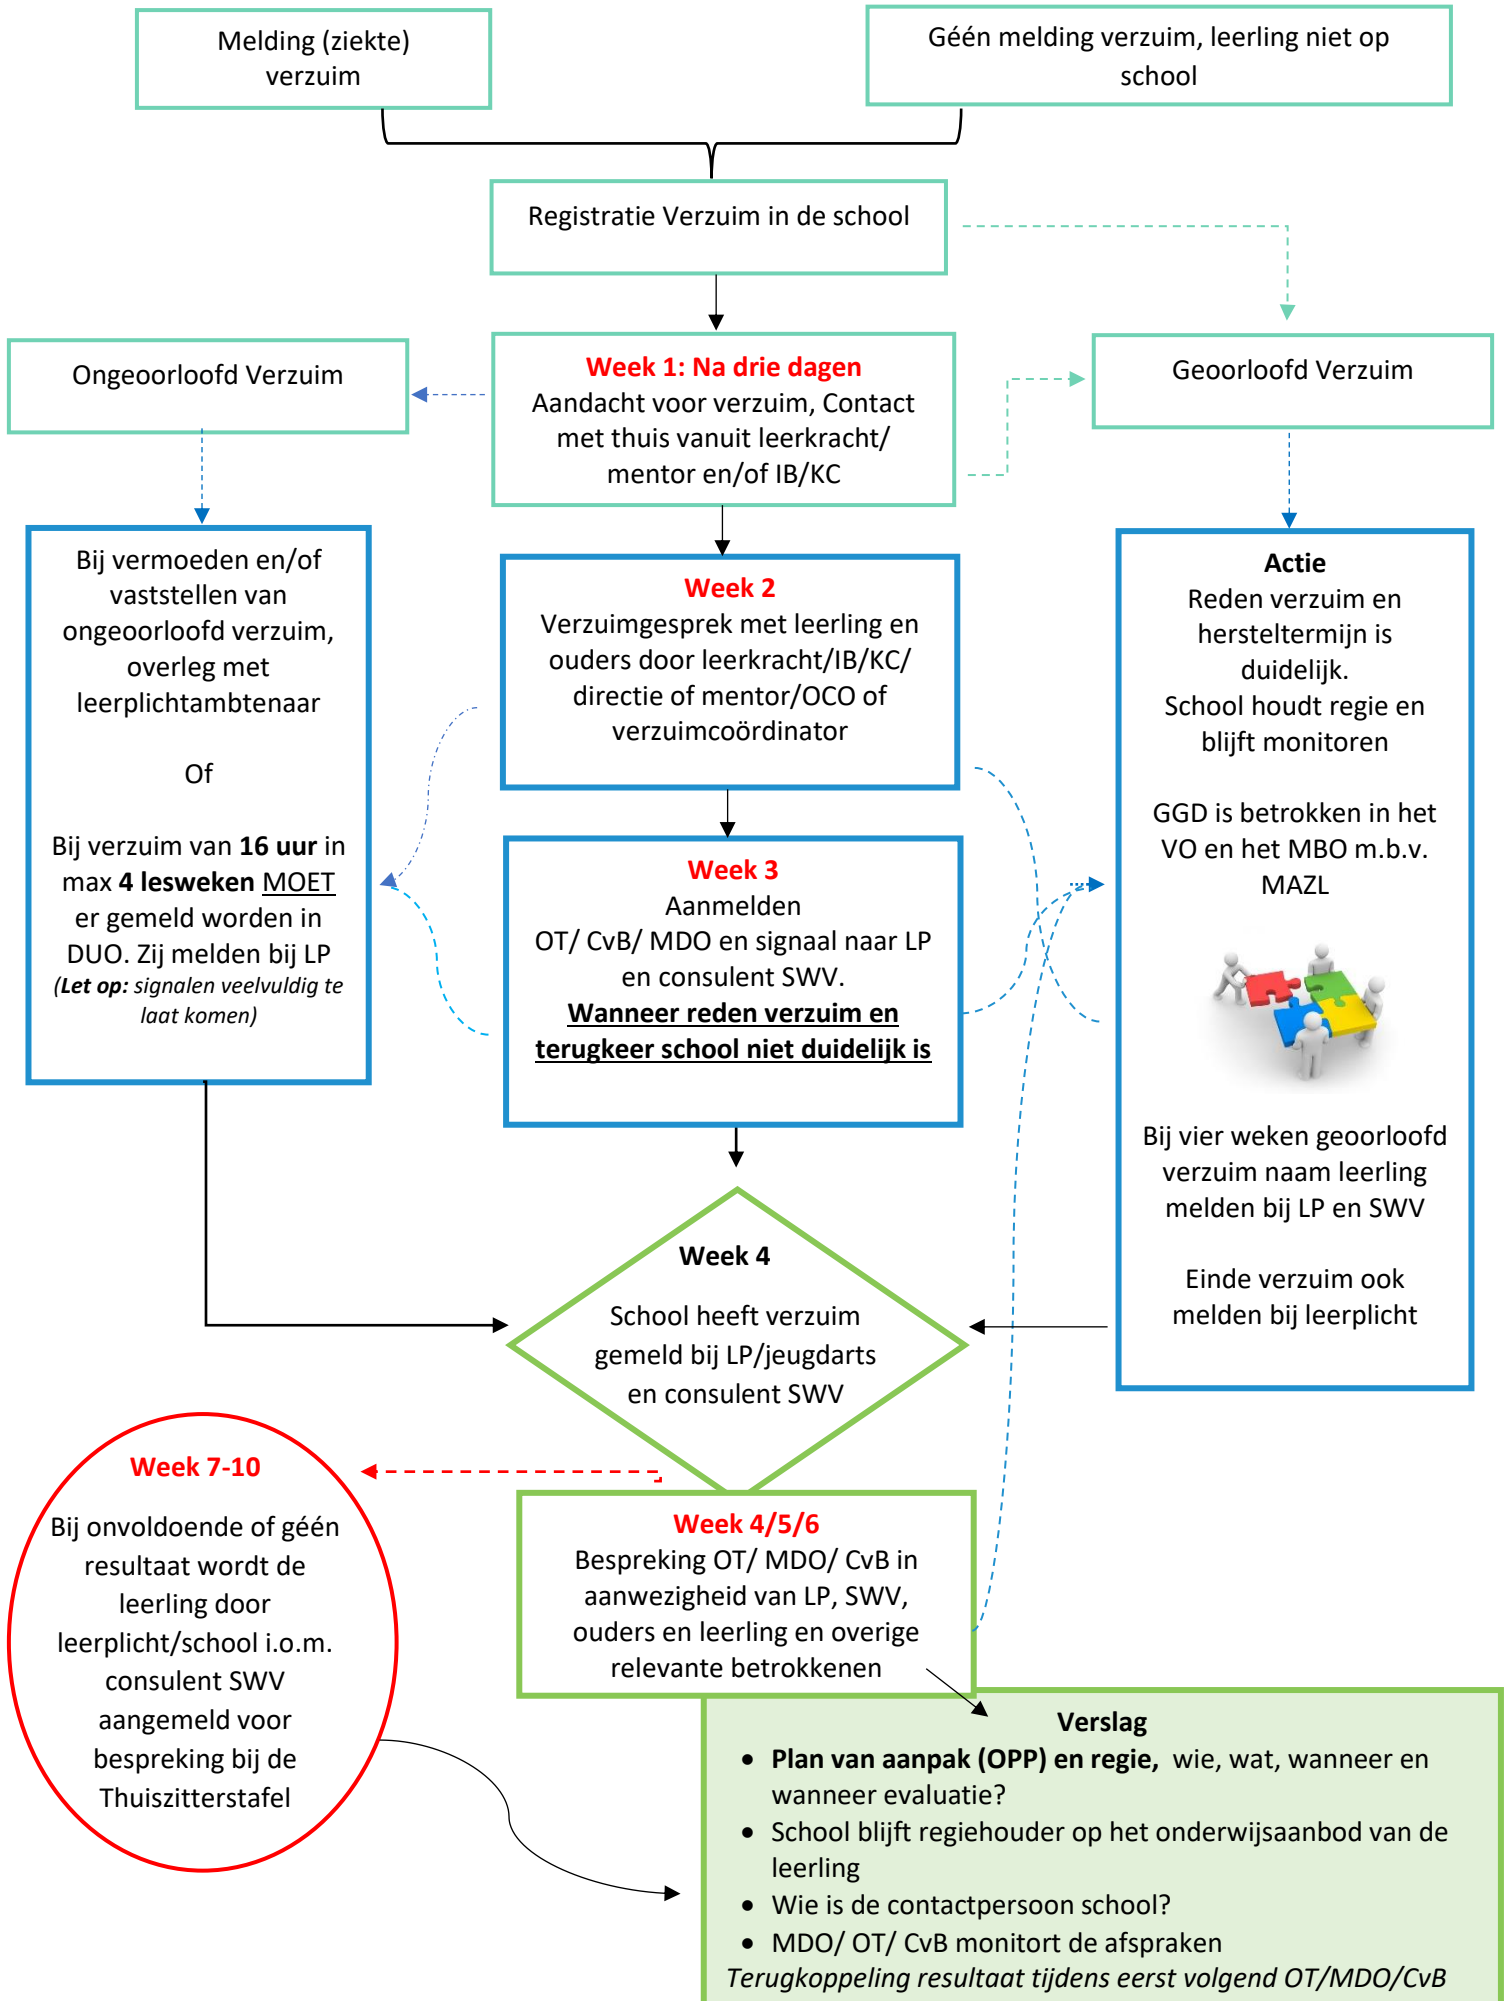 Melding (ziekte)
verzuim
Géén melding verzuim, leerling niet op
school
Registratie Verzuim in de school
Ongeoorloofd Verzuim
Week 1: Na drie dagen
Aandacht voor verzuim, Contact
met thuis vanuit leerkracht/
mentor en/of IB/KC
Geoorloofd Verzuim
Bij vermoeden en/of
vaststellen van
ongeoorloofd verzuim,
overleg met
leerplichtambtenaar
Of
Bij verzuim van 16 uur in
max 4 lesweken MOET
er gemeld worden in
DUO. Zij melden bij LP
(Let op: signalen veelvuldig te
laat komen)
Week 2
Verzuimgesprek met leerling en
ouders door leerkracht/IB/KC/
directie of mentor/OCO of
verzuimcoördinator
Week 3
Aanmelden
OT/ CvB/ MDO en signaal naar LP
en consulent SWV.
Wanneer reden verzuim en
terugkeer school niet duidelijk is
Actie
Reden verzuim en
hersteltermijn is
duidelijk.
School houdt regie en
blijft monitoren
GGD is betrokken in het
VO en het MBO m.b.v.
MAZL
Bij vier weken geoorloofd
verzuim naam leerling
melden bij LP en SWV
Einde verzuim ook
melden bij leerplicht
Week 4
School heeft verzuim
gemeld bij LP/jeugdarts
en consulent SWV
Week 7-10
Bij onvoldoende of géén
resultaat wordt de
leerling door
leerplicht/school i.o.m.
consulent SWV
aangemeld voor
bespreking bij de
Thuiszitterstafel
Week 4/5/6
Bespreking OT/ MDO/ CvB in
aanwezigheid van LP, SWV,
ouders en leerling en overige
relevante betrokkenen
Verslag
• Plan van aanpak (OPP) en regie, wie, wat, wanneer en
wanneer evaluatie?
• School blijft regiehouder op het onderwijsaanbod van de
leerling
• Wie is de contactpersoon school?
• MDO/ OT/ CvB monitort de afspraken
Terugkoppeling resultaat tijdens eerst volgend OT/MDO/CvB